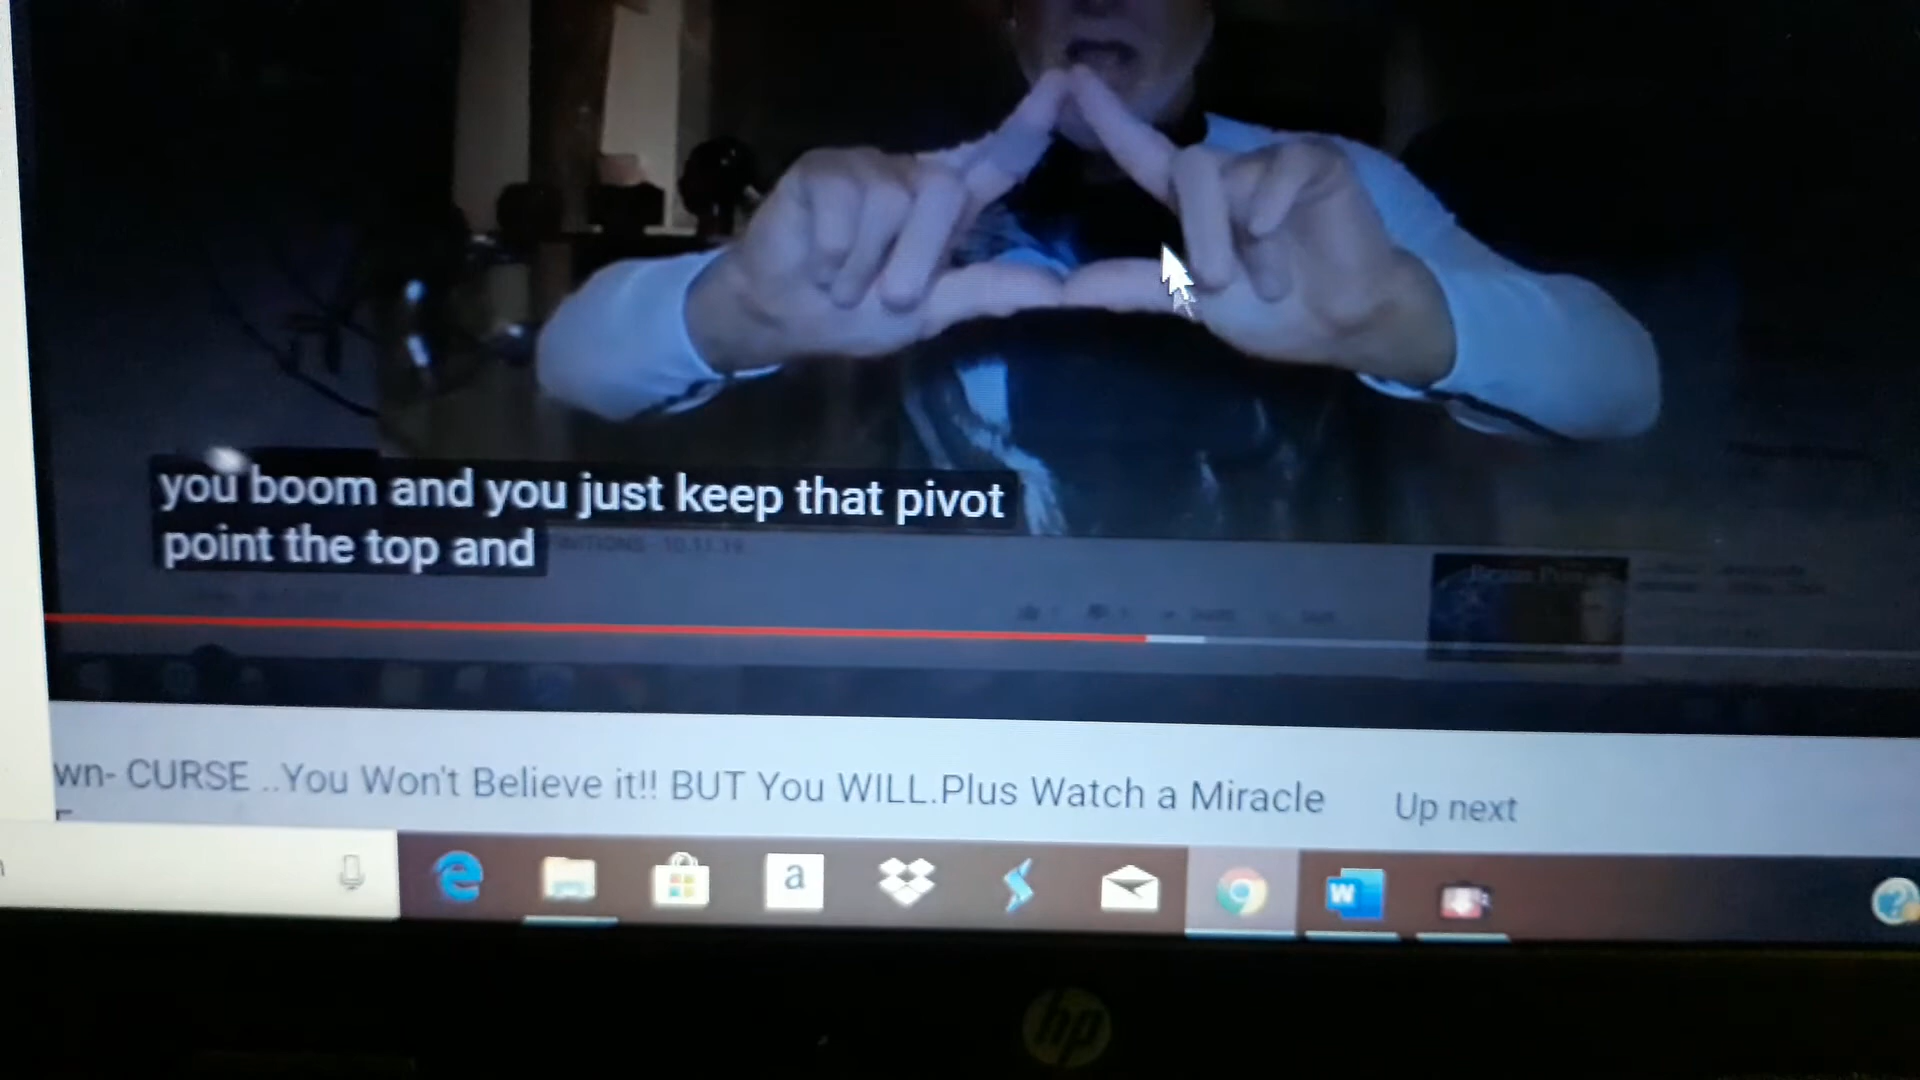 you boom and you just keep that pivot
point the top and
wn- CURSE ..You Won't Believe it!! BUT You WILL.Plus Watch a Miracle
Up next
a
W
hp